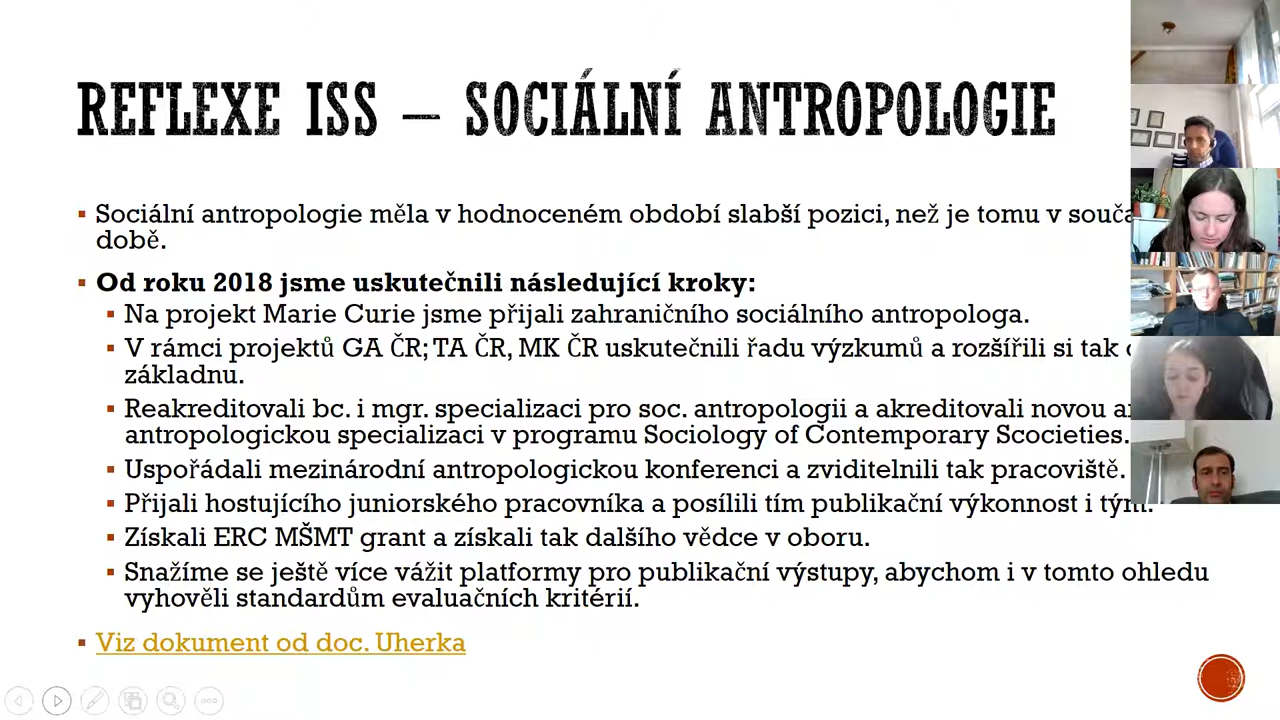 REFLEXE ISS – SOCIÁLNÍ ANTROPOLOGIE
Sociální antropologie měla v hodnoceném období slabší pozici, než je tomu v
době.
Od roku 2018 jsme uskutečnili následující kroky:
Na projekt Marie Curie jsme přijali zahraničního sociálního antropologa.
V rámci projektů GA ČR; TA ČR, MK ČR uskutečnili řadu výzkumů a rozšířili si tak
základnu.
Reakreditovali bc. i mgr. specializaci pro soc. antropologii a akreditovali novou
antropologickou specializaci v programu Sociology of Contemporary Scocieties.
Uspořádali mezinárodní antropologickou konferenci a zviditelnili tak pracoviště.
Přijali hostujícího juniorského pracovníka a posílili tím publikační výkonnost i tým.
Získali ERC MŠMT grant a získali tak dalšího vědce v oboru.
Snažíme se ještě více vážit platformy pro publikační výstupy, abychom i v tomto ohledu
vyhověli standardům evaluačních kritérií.
Viz dokument od doc. Uherka